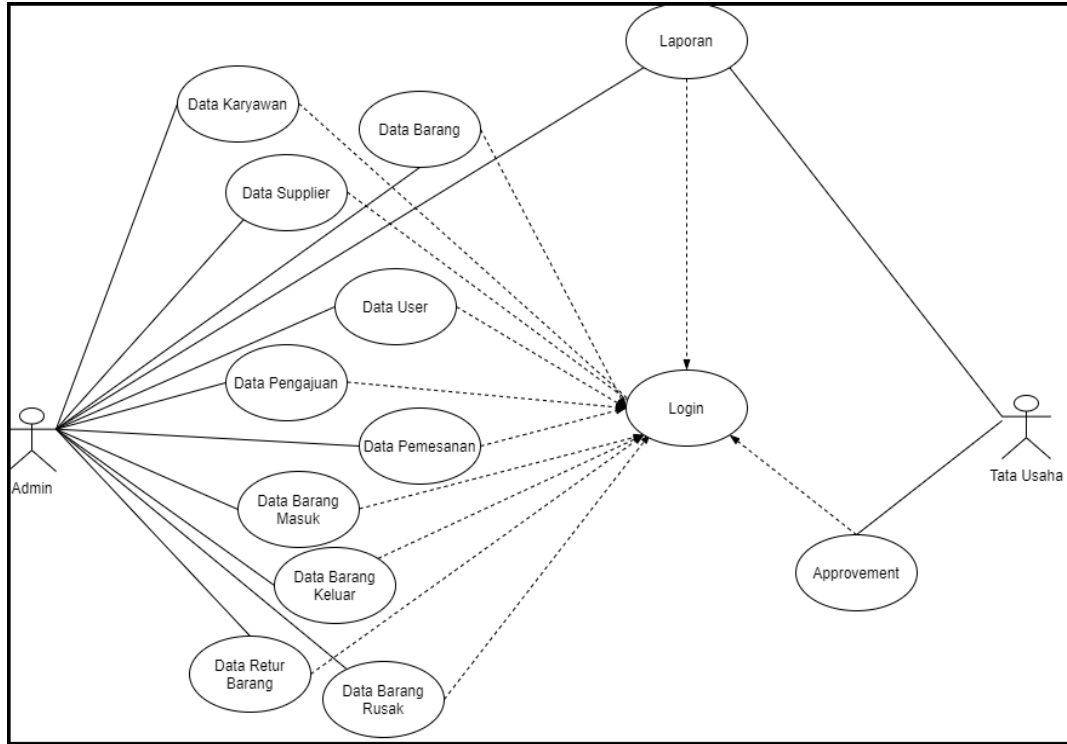 Laporan
Data Karyawan
Data Barang
Data Supplier
Data User
Data Pengajuan
Login
Data Pemesanan
Admin
Tata Usaha
Data Barang
Masuk
Data Barang
Keluar
Approvement
Data Retur
Barang
Data Barang
Rusak